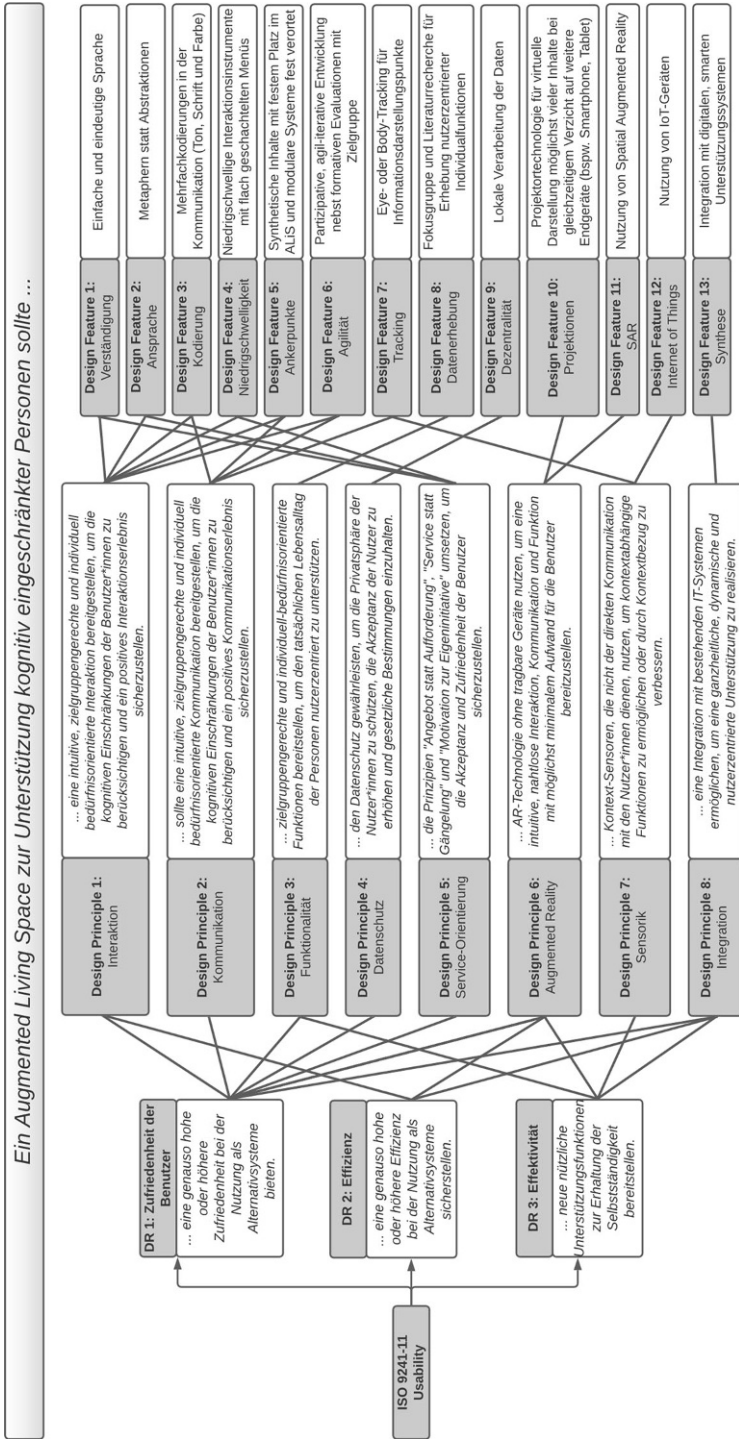 Ein Augmented Living Space zur Unterstützung kognitiv eingeschränkter Personen sollte ...
ISO 9241-11
Usability
DR 1: Zufriedenheit der
Benutzer
... eine genauso hohe
oder höhere
Zufriedenheit bei der
Nutzung als
Alternativsysteme
bieten.
DR 2: Effizienz
... eine genauso hohe
oder höhere Effizienz
bei der Nutzung als
Alternativsysteme
sicherstellen.
DR 3: Effektivität
... neue nützliche
Unterstützungsfunktionen
zur Erhaltung der
Selbstständigkeit
bereitstellen.
Design Principle 1:
Interaktion
... eine intuitive, zielgruppengerechte und individuell
bedürfnisorientierte Interaktion bereitgestellen, um die
kognitiven Einschränkungen der Benutzer*innen zu
berücksichtigen und ein positives Interaktionserlebnis
sicherzustellen.
Design Principle 2:
Kommunikation
... sollte eine intuitive, zielgruppengerechte und individuell
bedürfnisorientierte Kommunikation bereitgestellen, um die
kognitiven Einschränkungen der Benutzer*innen zu
berücksichtigen und ein positives Kommunikationserlebnis
sicherzustellen.
Design Principle 3:
Funktionalität
... zielgruppengerechte und individuell-bedürfnisorientierte
Funktionen bereitstellen, um den tatsächlichen Lebensalltag
der Personen nutzerzentriert zu unterstützen.
Design Principle 4:
Datenschutz
... den Datenschutz gewährleisten, um die Privatsphäre der
Nutzer*innen zu schützen, die Akzeptanz der Nutzer zu
erhöhen und gesetzliche Bestimmungen einzuhalten.
Design Principle 5:
Service-Orientierung
... die Prinzipien "Angebot statt Aufforderung", "Service statt
Gängelung" und "Motivation zur Eigeninitiative" umsetzen, um
die Akzeptanz und Zufriedenheit der Benutzer
sicherzustellen.
Design Principle 6:
Augmented Reality
... AR-Technologie ohne tragbare Geräte nutzen, um eine
intuitive, nahtlose Interaktion, Kommunikation und Funktion
mit möglichst minimalem Aufwand für die Benutzer
bereitzustellen.
Design Principle 7:
Sensorik
... Kontext-Sensoren, die nicht der direkten Kommunikation
mit den Nutzer*innen dienen, nutzen, um kontextabhängige
Funktionen zu ermöglichen oder durch Kontextbezug zu
verbessern.
Design Principle 8:
Integration
... eine Integration mit bestehenden IT-Systemen
ermöglichen, um eine ganzheitliche, dynamische und
nutzerzentrierte Unterstützung zu realisieren.
Design Feature 1:
Verständigung
Einfache und eindeutige Sprache
Design Feature 2:
Ansprache
Metaphern statt Abstraktionen
Design Feature 3:
Kodierung
Mehrfachkodierungen in der
Kommunikation (Ton, Schrift und Farbe)
Design Feature 4:
Niedrigschwelligkeit
Niedrigschwellige Interaktionsinstrumente
mit flach geschachtelten Menüs
Design Feature 5:
Ankerpunkte
Synthetische Inhalte mit festem Platz im
ALiS und modulare Systeme fest verortet
Design Feature 6:
Agilität
Partizipative, agil-iterative Entwicklung
nebst formativen Evaluationen mit
Zielgruppe
Design Feature 7:
Tracking
Eye- oder Body-Tracking für
Informationsdarstellungspunkte
Design Feature 8:
Datenerhebung
Fokusgruppe und Literaturrecherche für
Erhebung nutzerzentrierter
Individualfunktionen
Design Feature 9:
Dezentralität
Lokale Verarbeitung der Daten
Design Feature 10:
Projektionen
Projektortechnologie für virtuelle
Darstellung möglichst vieler Inhalte bei
gleichzeitigem Verzicht auf weitere
Endgeräte (bspw. Smartphone, Tablet)
Design Feature 11:
SAR
Nutzung von Spatial Augmented Reality
Design Feature 12:
Internet of Things
Nutzung von IoT-Geräten
Design Feature 13:
Synthese
Integration mit digitalen, smarten
Unterstützungssystemen